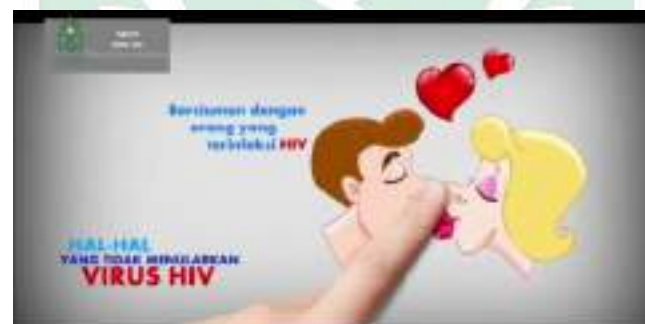 Berciuman dengan
orang yang
terinfeksi HIV
HAL-HAL
YANG TIDAK MENULARKAN
VIRUS HIV